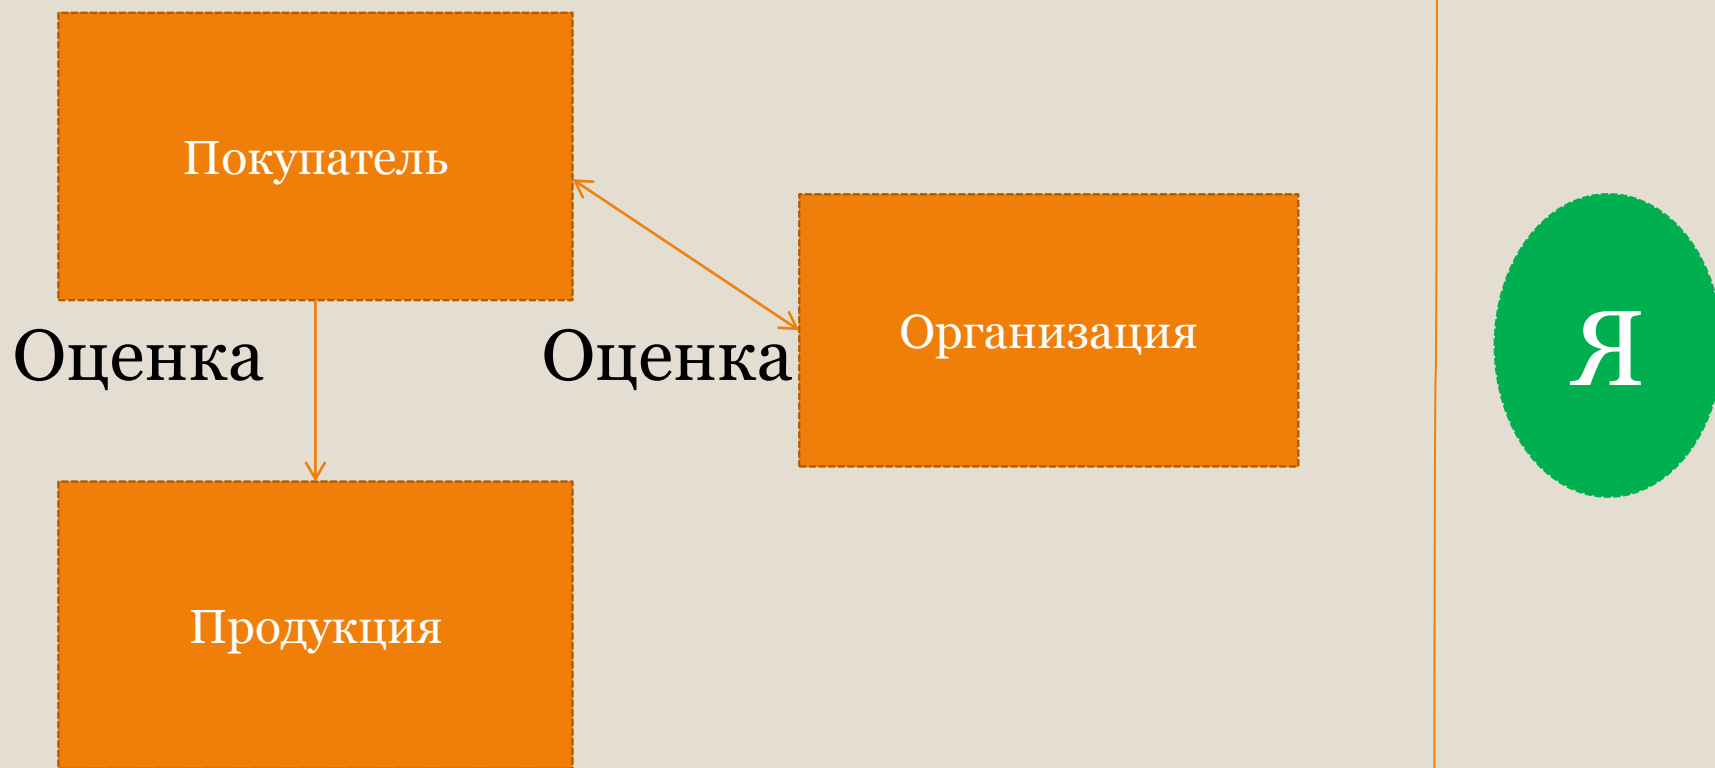 Покупатель
Оценка
Оценка
Организация
Я
Продукция